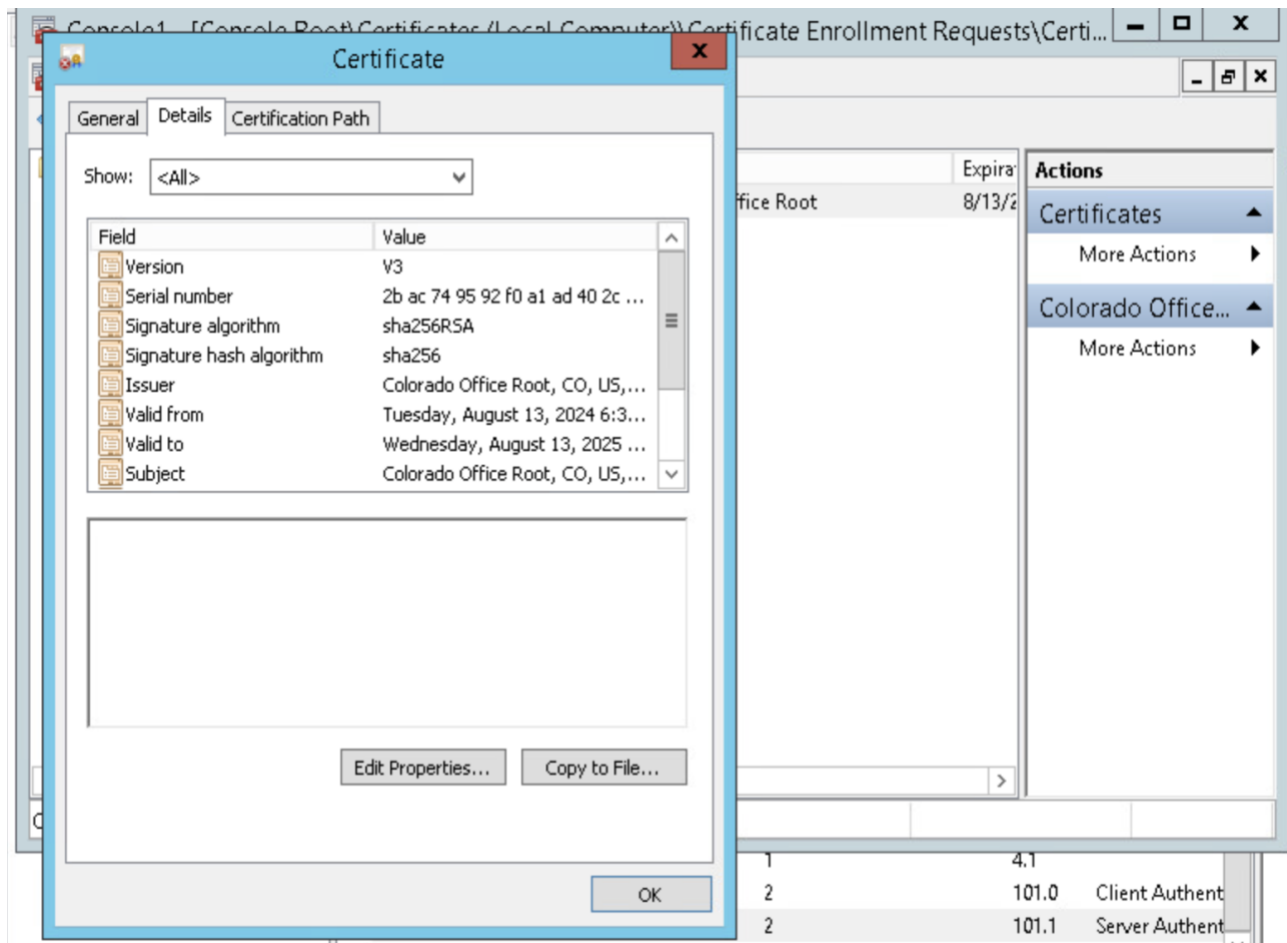 Console1 - [Console Root\Certificates (Local Computer)\Certificate Enrollment Requests\Certi...
Certificate
General Details Certification Path
Show: <All>
Field Value
Version V3
Serial number 2b ac 74 95 92 f0 a1 ad 40 2c ...
Signature algorithm sha256RSA
Signature hash algorithm sha256
Issuer Colorado Office Root, CO, US,...
Valid from Tuesday, August 13, 2024 6:3...
Valid to Wednesday, August 13, 2025 ...
Subject Colorado Office Root, CO, US,...
Edit Properties... Copy to File...
OK
Expira
ffice Root 8/13/2
Actions
Certificates
More Actions
Colorado Office...
More Actions
1 4.1
2 101.0 Client Authent
2 101.1 Server Authent